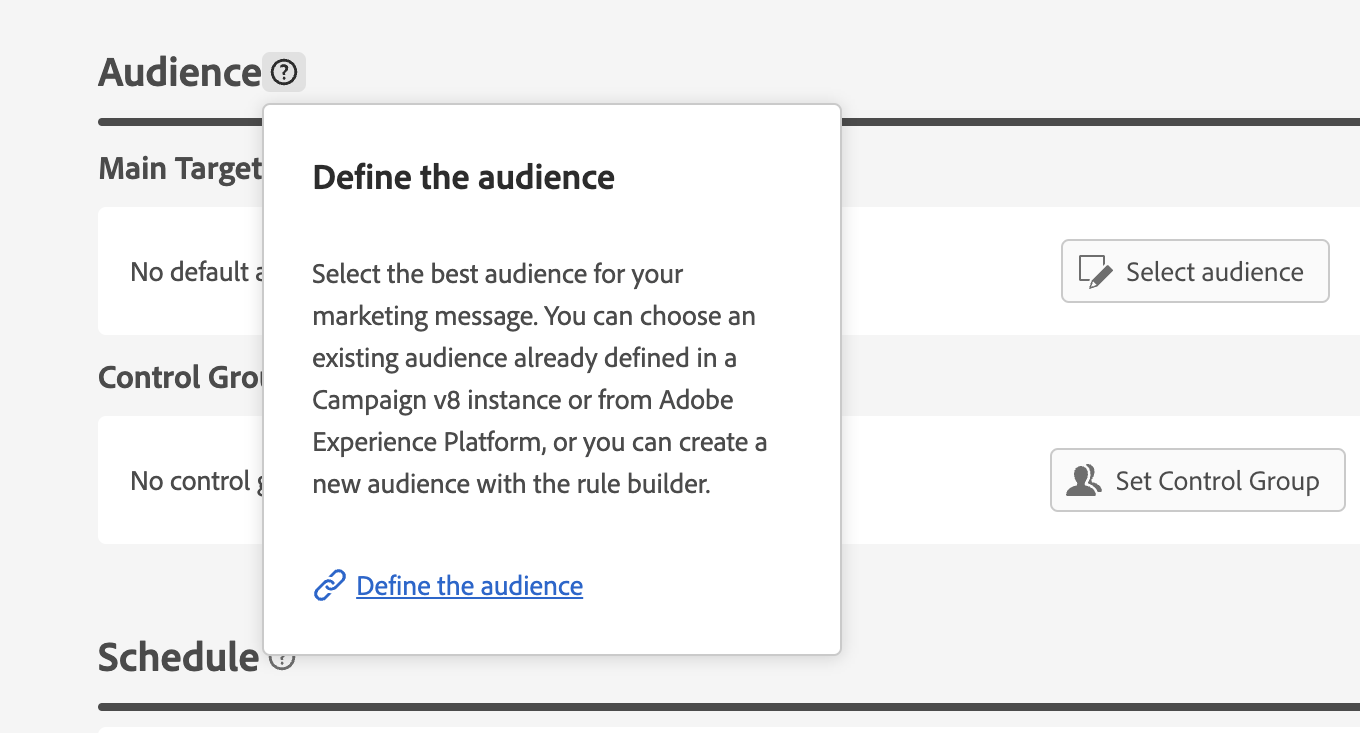 Audience
Define the audience
Main Target
Select the best audience for your
marketing message. You can choose an
existing audience already defined in a
Campaign v8 instance or from Adobe
Experience Platform, or you can create a
new audience with the rule builder.
Define the audience
No default
Select audience
Control
No control
Set Control Group
Schedule